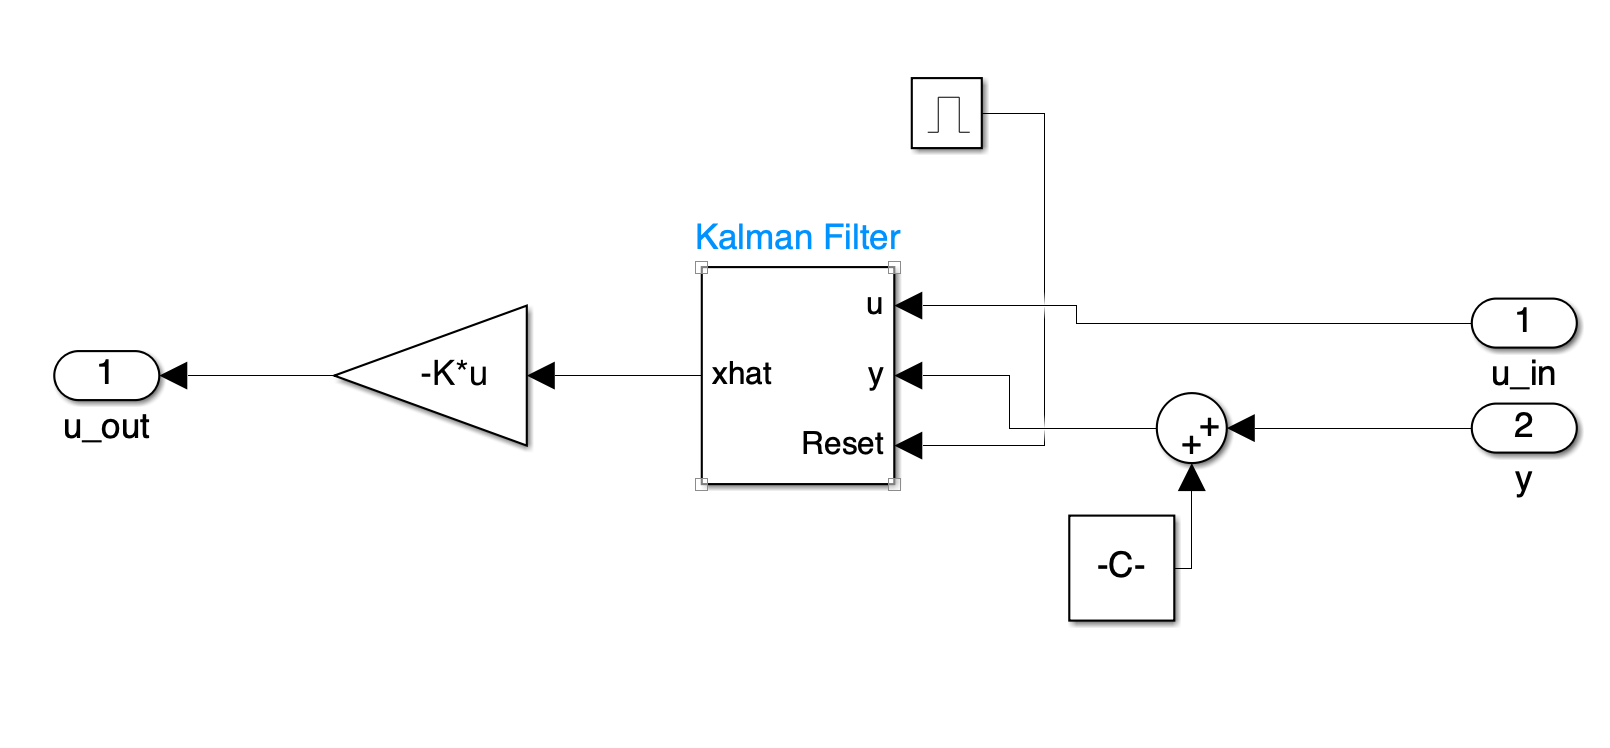 Kalman Filter
u
1
u_in
1
-K*u
xhat
y
u_out
+
+
2
y
Reset
-C-